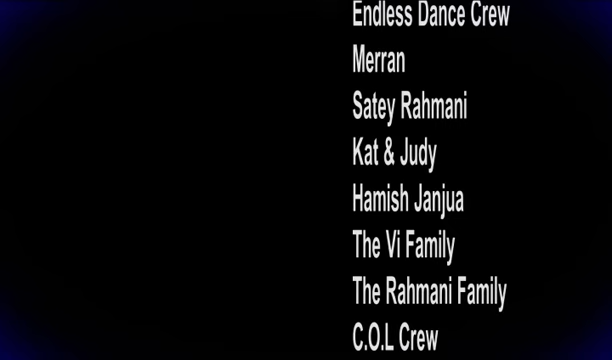 Endless Dance Crew
Merran
Satey Rahmani
Kat & Judy
Hamish Janjua
The Vi Family
The Rahmani Family
C.O.L Crew